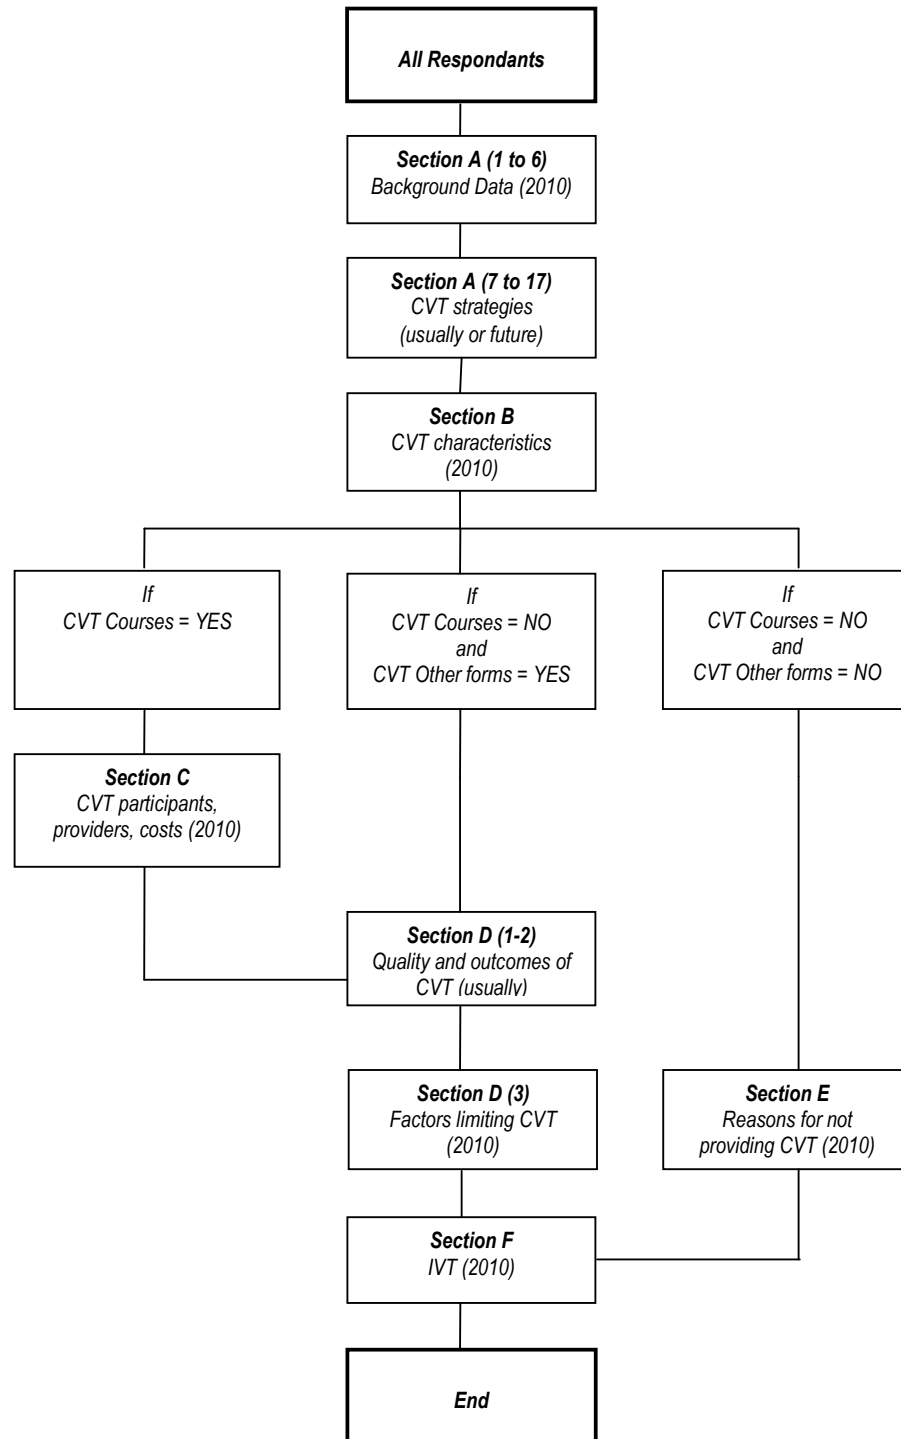 All Respondants
Section A (1 to 6)
Background Data (2010)
Section A (7 to 17)
CVT strategies
(usually or future)
Section B
CVT characteristics
(2010)
If
CVT Courses = YES
If
CVT Courses = NO
and
CVT Other forms = YES
If
CVT Courses = NO
and
CVT Other forms = NO
Section C
CVT participants,
providers, costs (2010)
Section D (1-2)
Quality and outcomes of
CVT (usually)
Section D (3)
Factors limiting CVT
(2010)
Section E
Reasons for not
providing CVT (2010)
Section F
IVT (2010)
End